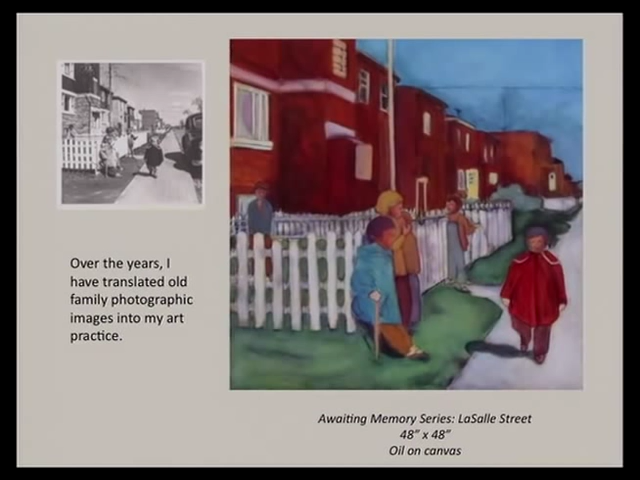 Over the years, I
have translated old
family photographic
images into my art
practice.
Awaiting Memory Series: LaSalle Street
48” x 48”
Oil on canvas